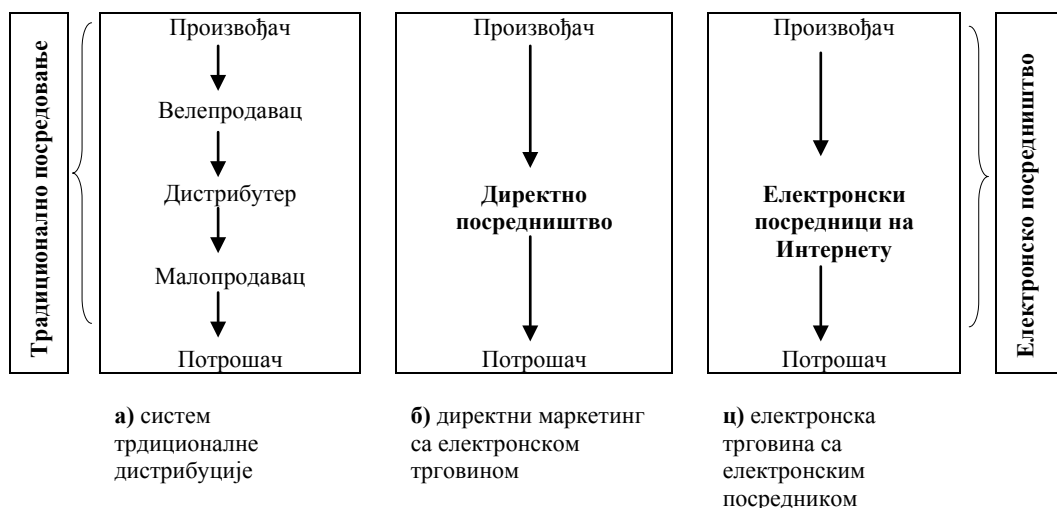 Традиционално посредовање
Произвођач
Велепродавац
Дистрибутер
Малопродавац
Потрошач
Произвођач
Директно
посредништво
Потрошач
Произвођач
Електронски
посредници на
Интернету
Потрошач
Електронско посредништво
а) систем
трдиционалне
дистрибуције
б) директни маркетинг
са електронском
трговином
ц) електронска
трговина са
електронским
посредником